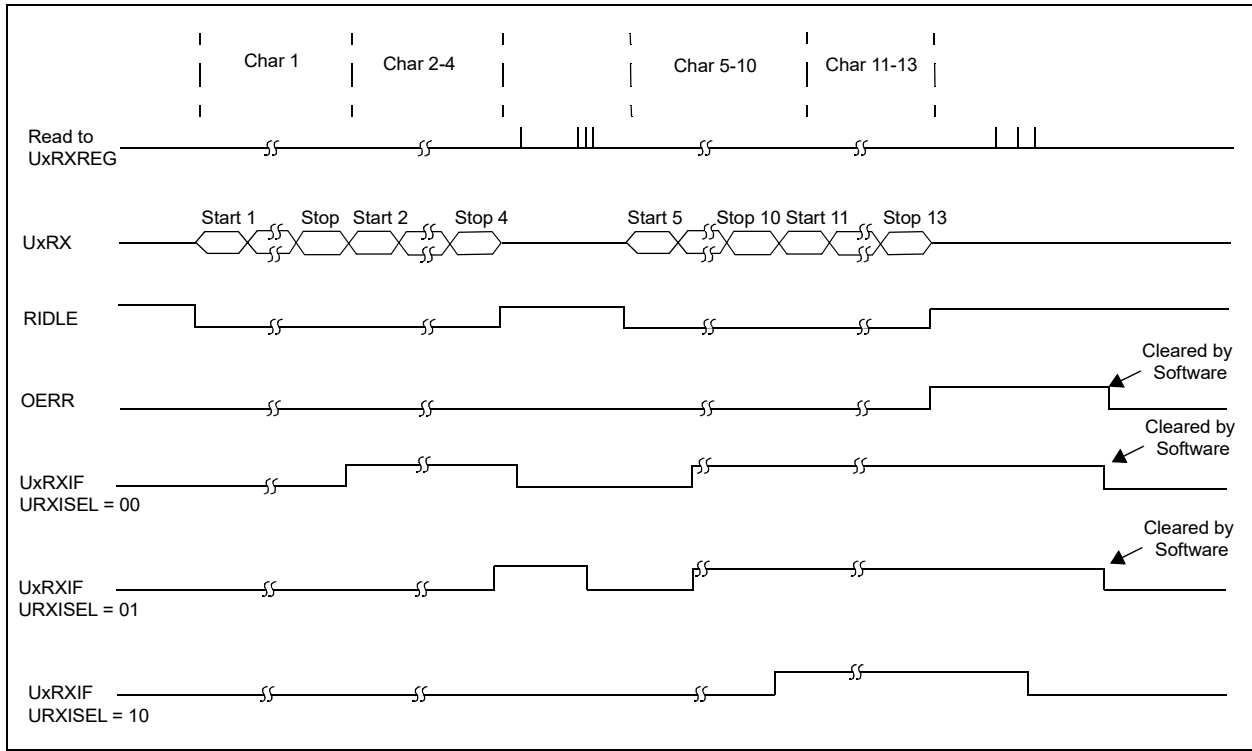 Char 1
Char 2-4
Char 5-10
Char 11-13
Read to
UxRXREG
Start 1
Stop
Start 2
Stop 4
Start 5
Stop 10
Start 11
Stop 13
UxRX
RIDLE
Cleared by
Software
OERR
Cleared by
Software
UxRXIF
URXISEL = 00
Cleared by
Software
UxRXIF
URXISEL = 01
UxRXIF
URXISEL = 10